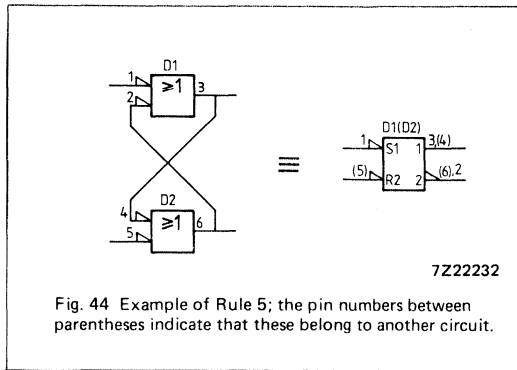 D1
1
≥1
3
2
D2
4
≥1
6
5
≡
D1(D2)
1
S1 1
3,(4)
(5)
R2 2
(6),2
7Z22232
Fig. 44 Example of Rule 5; the pin numbers between
parentheses indicate that these belong to another circuit.